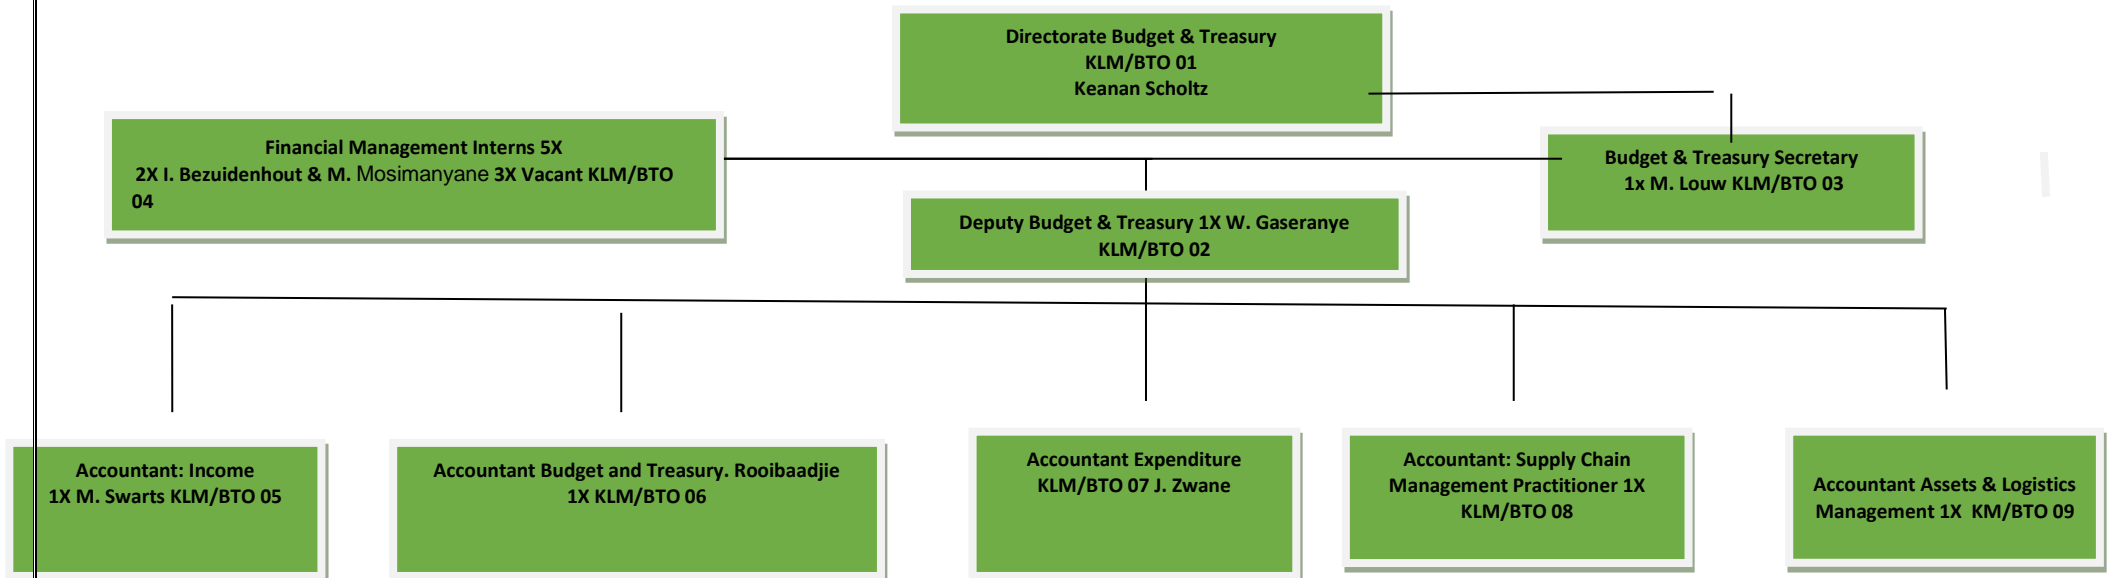 Directorate Budget & Treasury
KLM/BTO 01
Keanan Scholtz
Financial Management Interns 5X
2X I. Bezuidenhout & M. Mosimanyane 3X Vacant KLM/BTO
04
Budget & Treasury Secretary
1x M. Louw KLM/BTO 03
Deputy Budget & Treasury 1X W. Gaseranye
KLM/BTO 02
Accountant: Income
1X M. Swarts KLM/BTO 05
Accountant Budget and Treasury. Rooibaadjie
1X KLM/BTO 06
Accountant Expenditure
KLM/BTO 07 J. Zwane
Accountant: Supply Chain
Management Practitioner 1X
KLM/BTO 08
Accountant Assets & Logistics
Management 1X KM/BTO 09